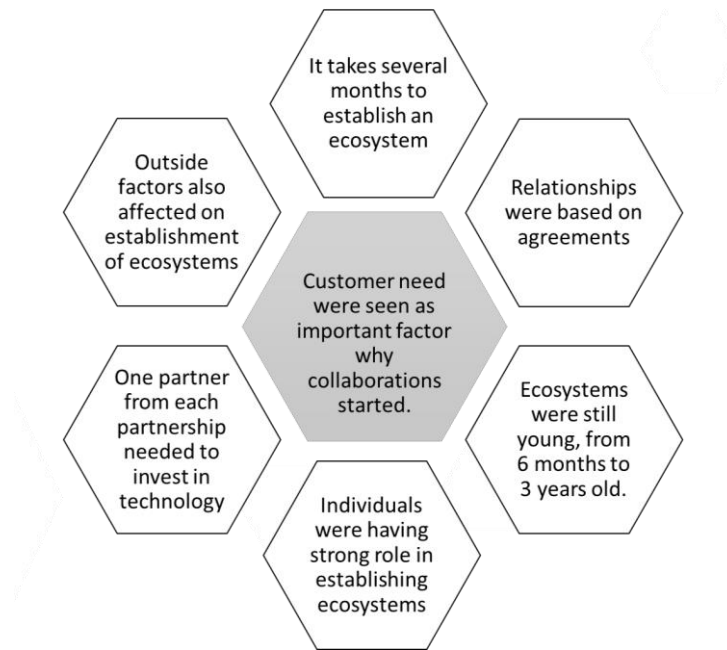 It takes several
months to
establish an
ecosystem
Outside
factors also
affected on
establishment
of ecosystems
Relationships
were based on
agreements
Customer need
were seen as
important factor
why
collaborations
started.
One partner
from each
partnership
needed to
invest in
technology
Ecosystems
were still
young, from
6 months to
3 years old.
Individuals
were having
strong role in
establishing
ecosystems